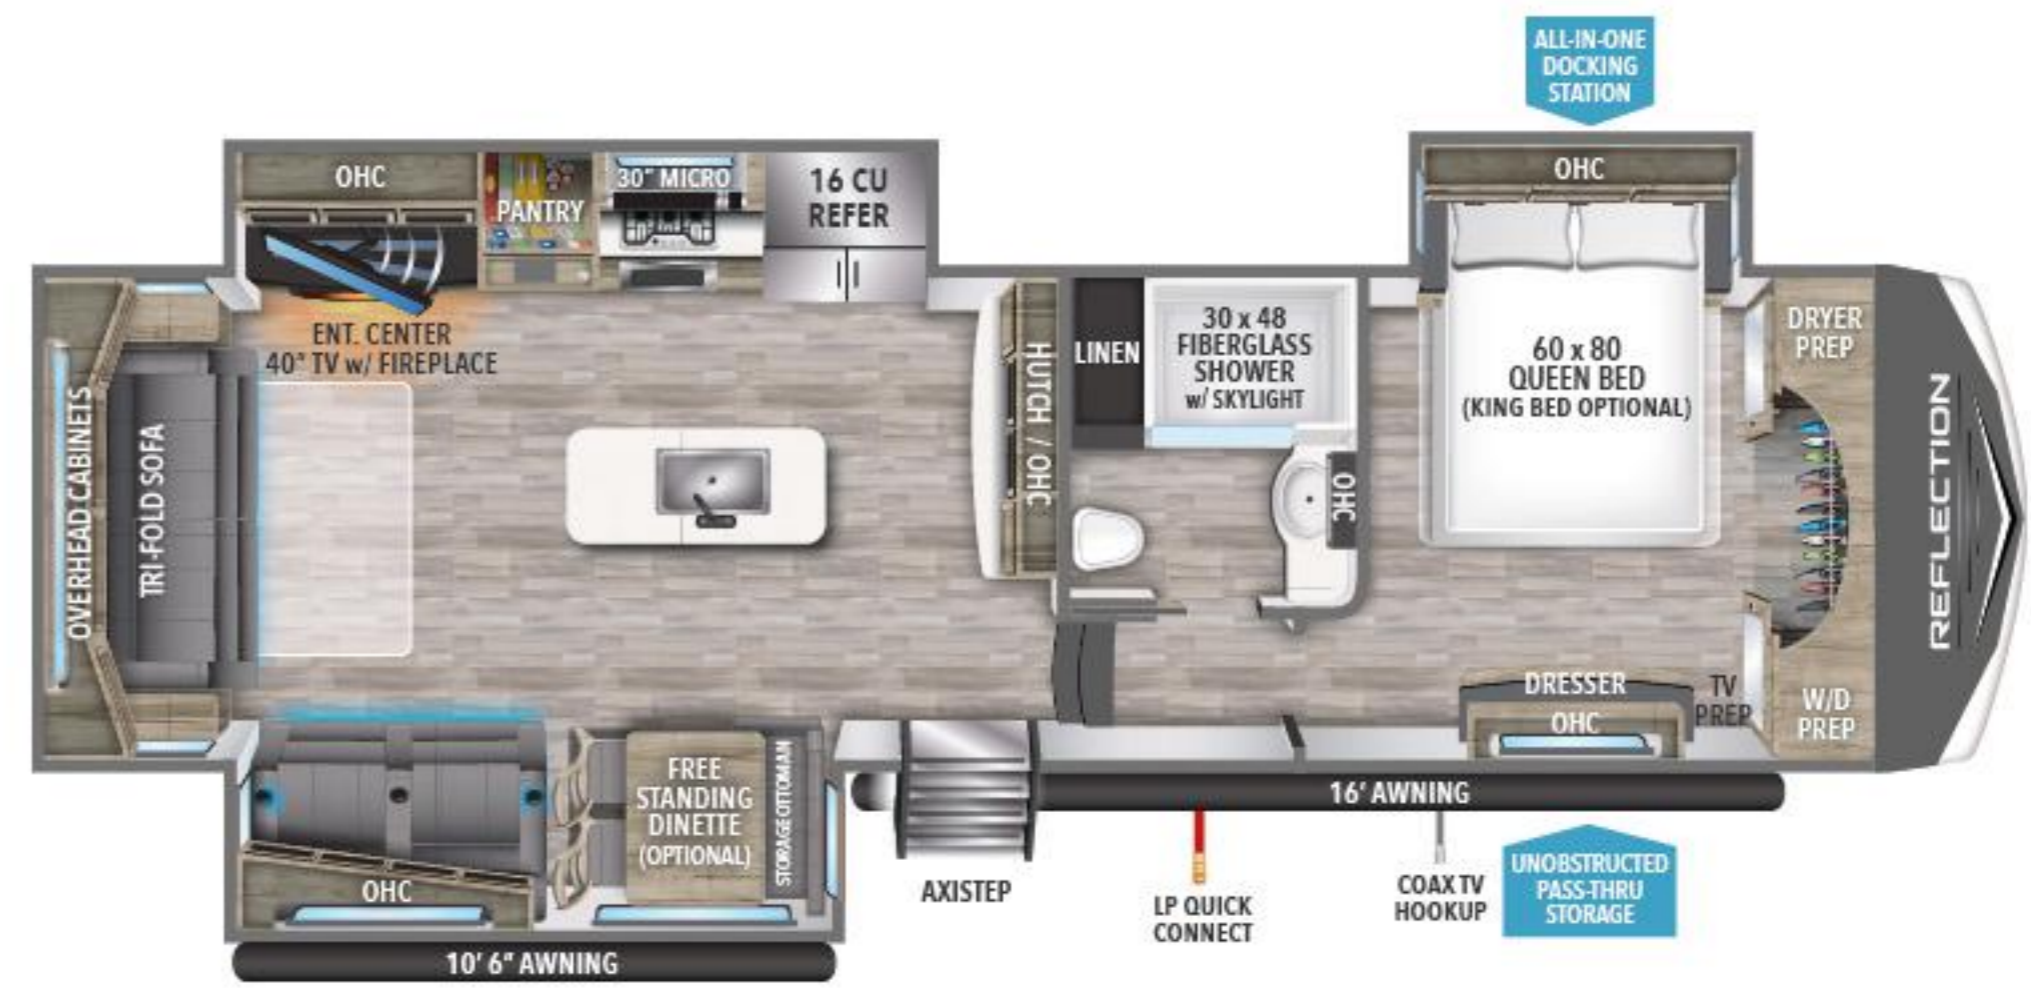 ALL-IN-ONE
DOCKING
STATION
OHC
PANTRY
30" MICRO
16 CU
REFER
OHC
ENT. CENTER
40" TV w/ FIREPLACE
OVERHEAD CABINETS
TRI-FOLD SOFA
HUTCH / OHC
LINEN
30 x 48
FIBERGLASS
SHOWER
w/ SKYLIGHT
OHC
60 x 80
QUEEN BED
(KING BED OPTIONAL)
DRYER
PREP
REFLECTION
DRESSER
OHC
TV
PREP
W/D
PREP
OHC
FREE
STANDING
DINETTE
(OPTIONAL)
STORAGE OTTOMAN
16' AWNING
AXISTEP
LP QUICK
CONNECT
COAX TV
HOOKUP
UNOBSTRUCTED
PASS-THRU
STORAGE
10' 6" AWNING